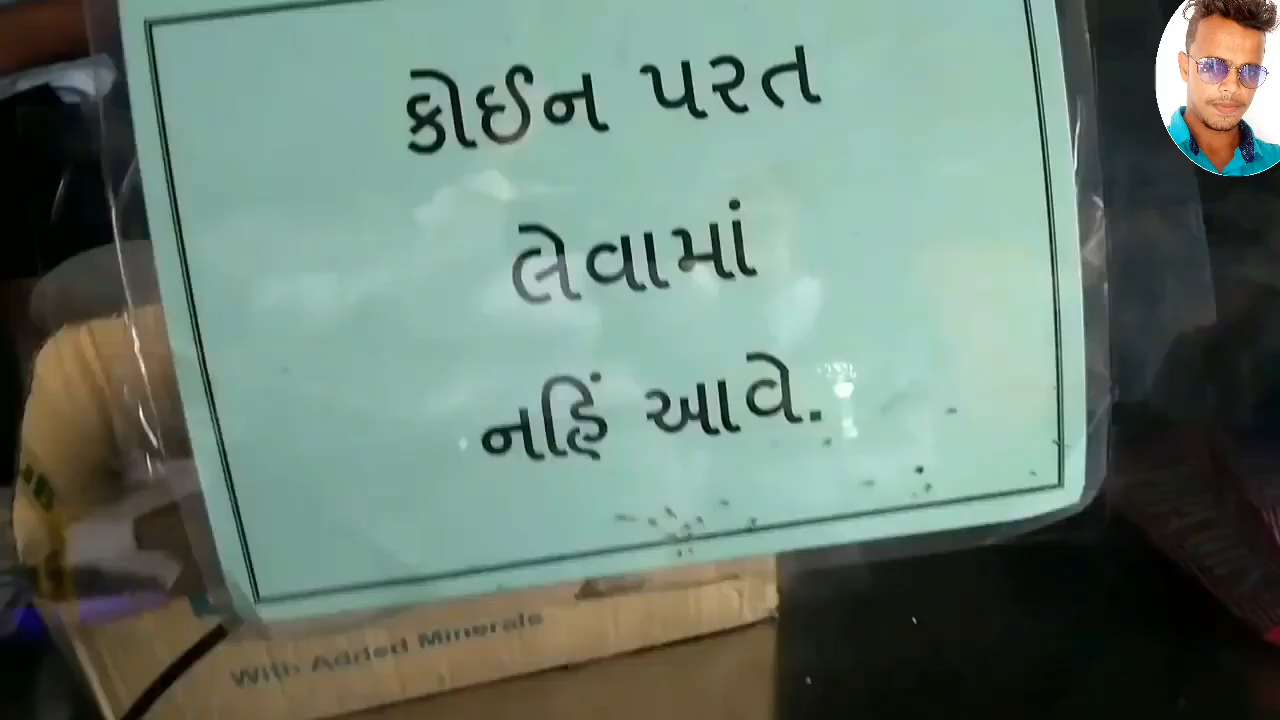 કોઈન પરત
લેવામાં
નહિં આવે.
With Added Minerals